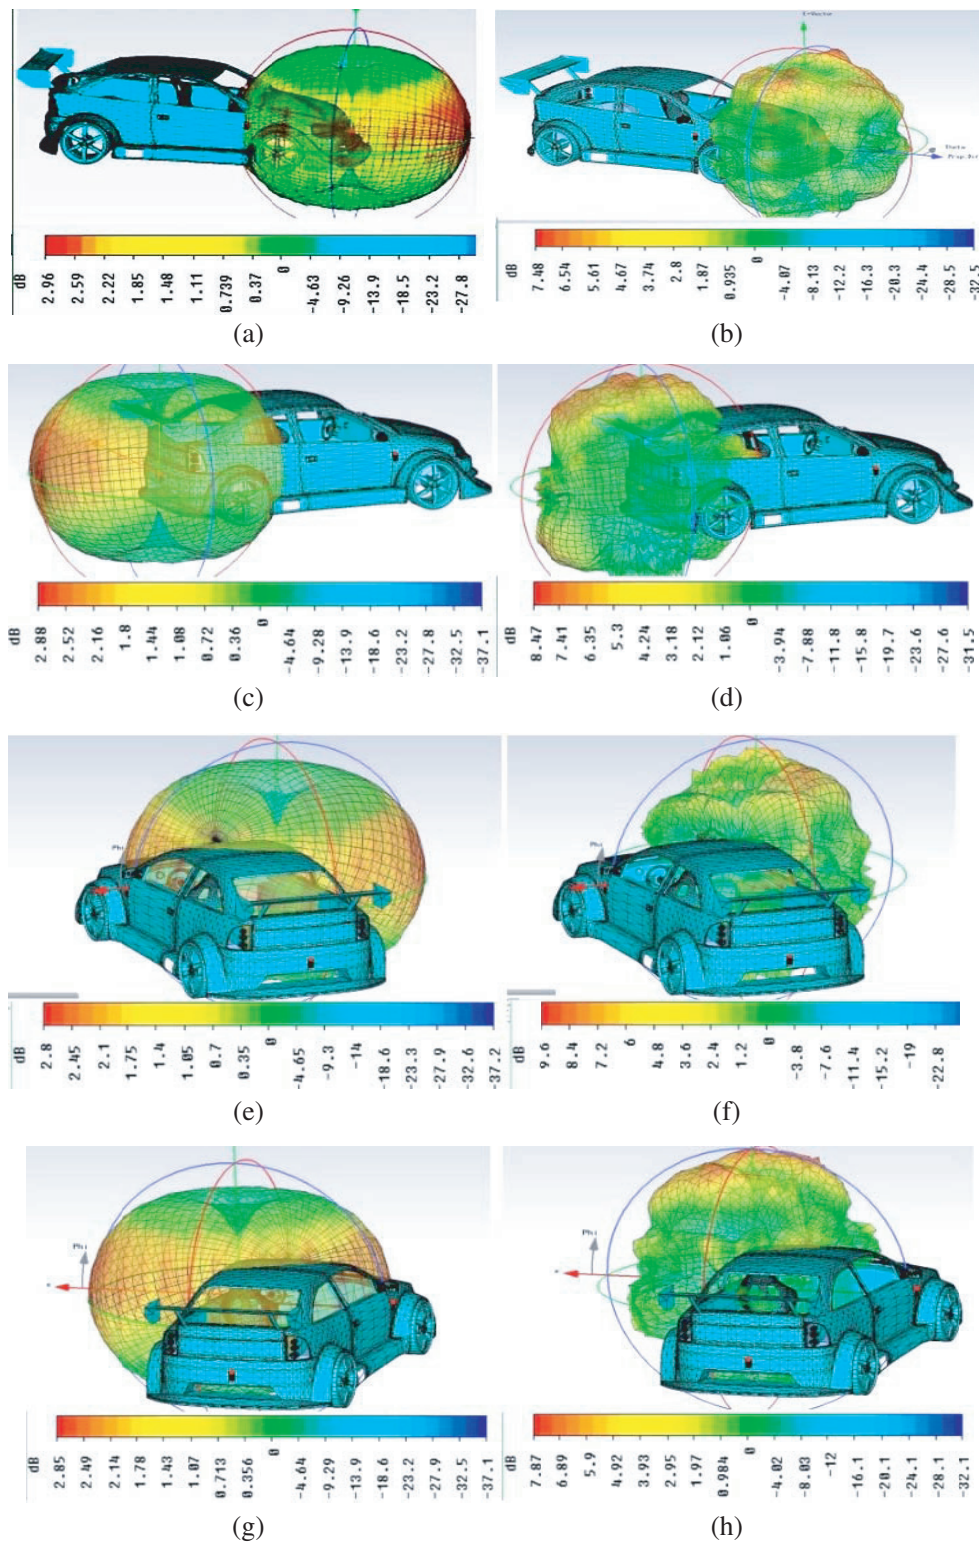 dB 2.96 2.59 2.22 1.85 1.48 1.11 0.739 0.37 0 -4.63 -9.26 -13.9 -18.5 -23.2 -27.8
(a)
dB 7.48 6.54 5.61 4.67 3.74 2.8 1.87 0.935 0 -4.07 -8.13 -12.2 -16.3 -20.3 -24.4 -28.5 -32.5
(b)
dB 2.88 2.52 2.16 1.8 1.44 1.08 0.72 0.36 0 -4.64 -9.28 -13.9 -18.6 -23.2 -27.8 -32.5 -37.1
(c)
dB 8.47 7.41 6.35 5.3 4.24 3.18 2.12 1.06 0 -3.94 -7.88 -11.8 -15.8 -19.7 -23.6 -27.6 -31.5
(d)
Phi
dB 2.8 2.45 2.1 1.75 1.4 1.05 0.7 0.35 0 -4.65 -9.3 -14 -18.6 -23.3 -27.9 -32.6 -37.2
(e)
Phi
dB 9.6 8.4 7.2 6 4.8 3.6 2.4 1.2 0 -3.8 -7.6 -11.4 -15.2 -19 -22.8
(f)
Phi
dB 2.85 2.49 2.14 1.78 1.43 1.07 0.713 0.356 0 -4.64 -9.29 -13.9 -18.6 -23.2 -27.9 -32.5 -37.1
(g)
Phi
dB 7.87 6.89 5.9 4.92 3.93 2.95 1.97 0.984 0 -4.02 -8.03 -12 -16.1 -20.1 -24.1 -28.1 -32.1
(h)